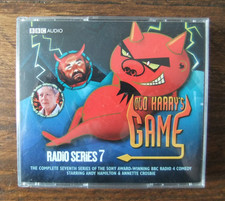 BBC AUDIO
OLD HARRY'S
GAME
RADIO SERIES 7
THE COMPLETE SEVENTH SERIES OF THE SONY AWARD-WINNING BBC RADIO 4 COMEDY
STARRING ANDY HAMILTON & ANNETTE CROSBIE